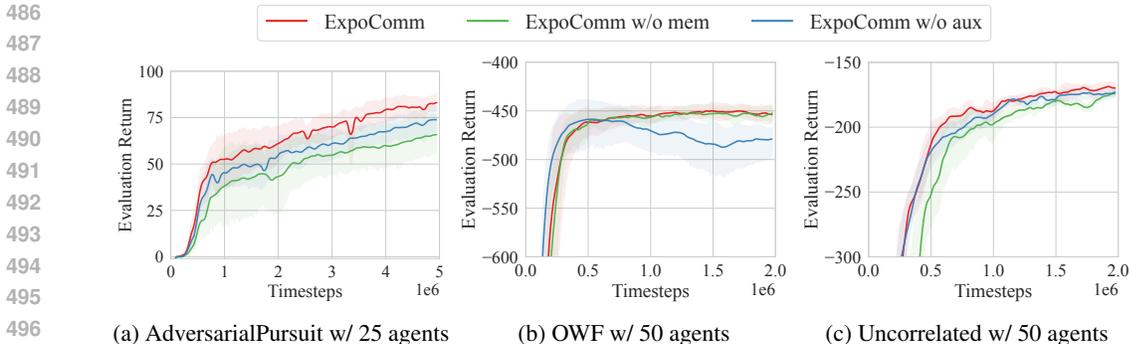 486
487
488
489
490
491
492
493
494
495
496
ExpoComm ExpoComm w/o mem ExpoComm w/o aux
Evaluation Return
100
75
50
25
0
0 1 2 3 4 5
Timesteps 1e6
(a) AdversarialPursuit w/ 25 agents
Evaluation Return
−400
−450
−500
−550
−600
0.0 0.5 1.0 1.5 2.0
Timesteps 1e6
(b) OWF w/ 50 agents
Evaluation Return
−150
−200
−250
−300
0.0 0.5 1.0 1.5 2.0
Timesteps 1e6
(c) Uncorrelated w/ 50 agents